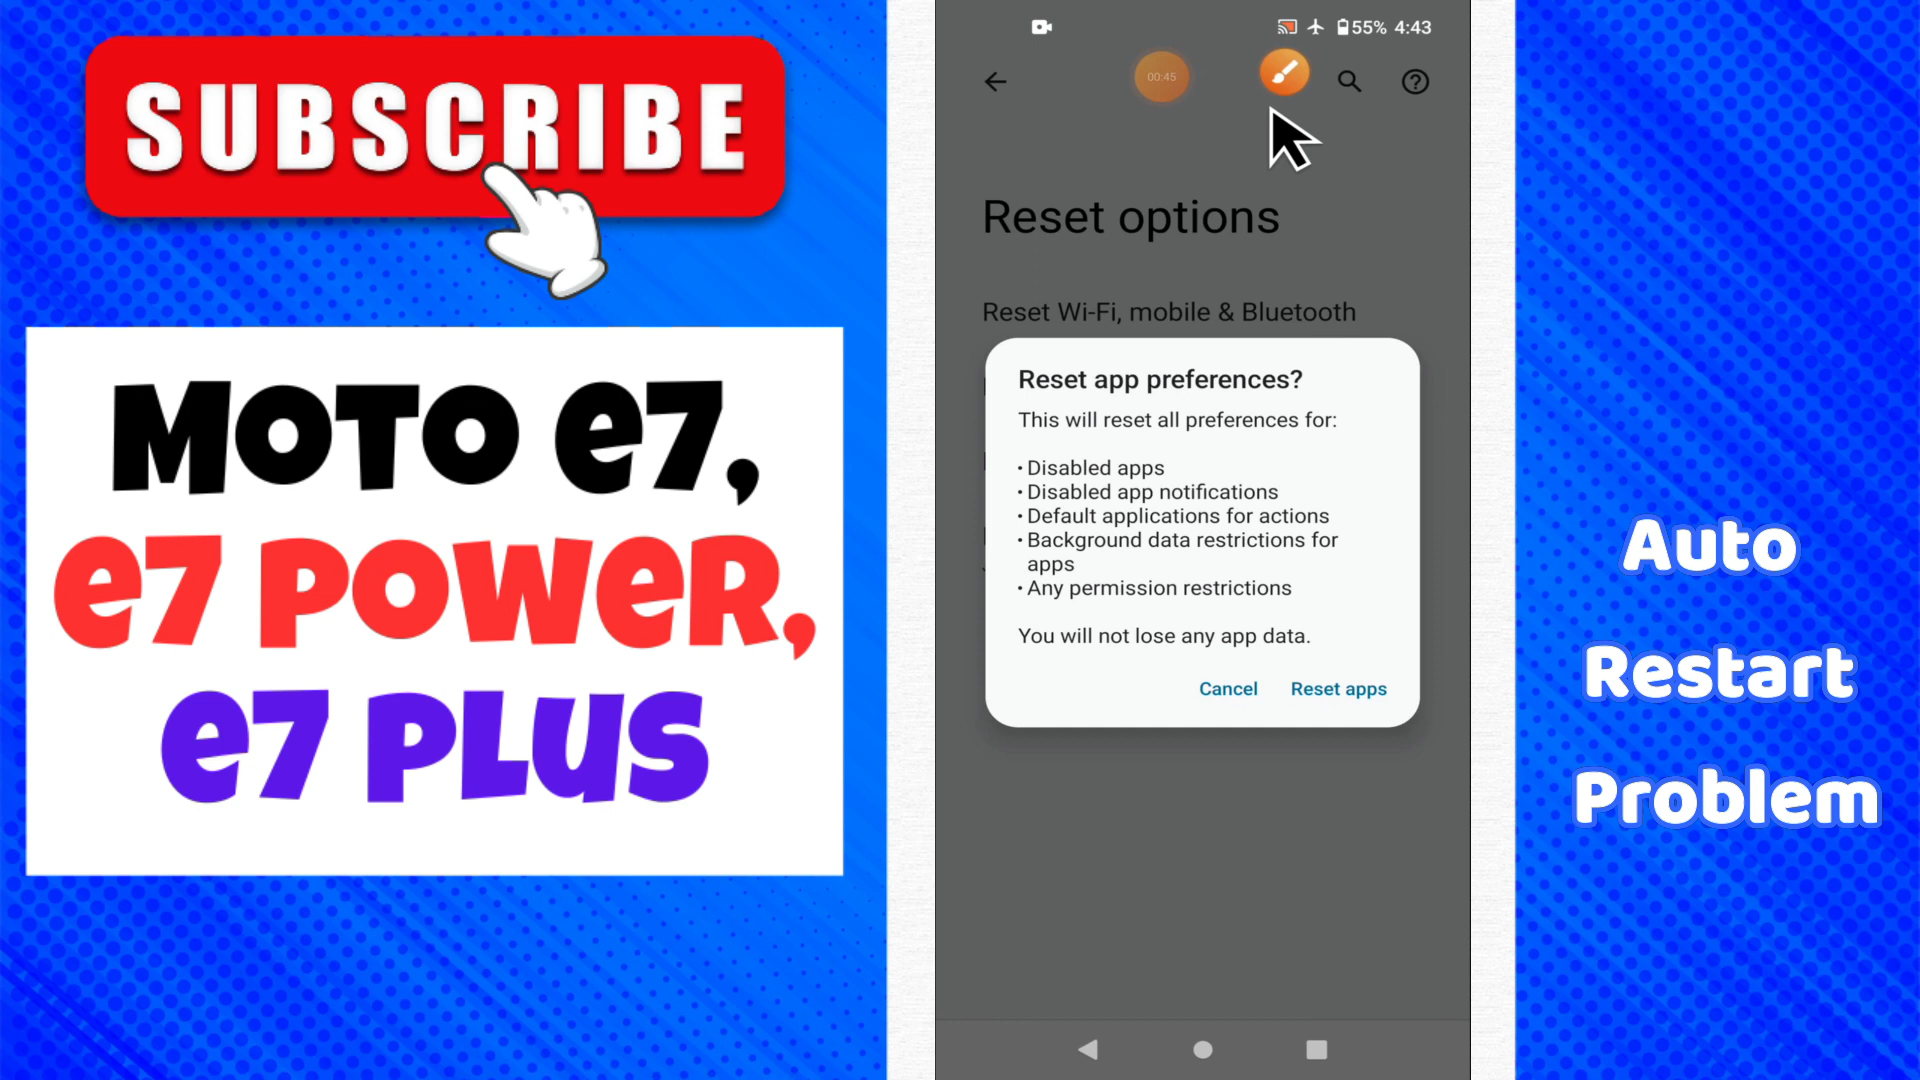 SUBSCRIBE
MOTO e7,
e7 POWER,
e7 PLUS
55% 4:43
00:45
Reset options
Reset Wi-Fi, mobile & Bluetooth
Reset app preferences?
This will reset all preferences for:
• Disabled apps
• Disabled app notifications
• Default applications for actions
• Background data restrictions for
apps
• Any permission restrictions
You will not lose any app data.
Cancel Reset apps
Auto
Restart
Problem